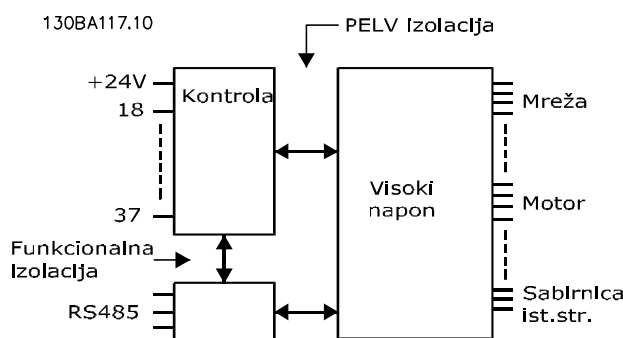 130BA117.10
PELV izolacija
+24V
Kontrola
18
Mreža
Visoki
napon
37
Motor
Funkcionalna
izolacija
RS485
Sabirnica
ist.str.